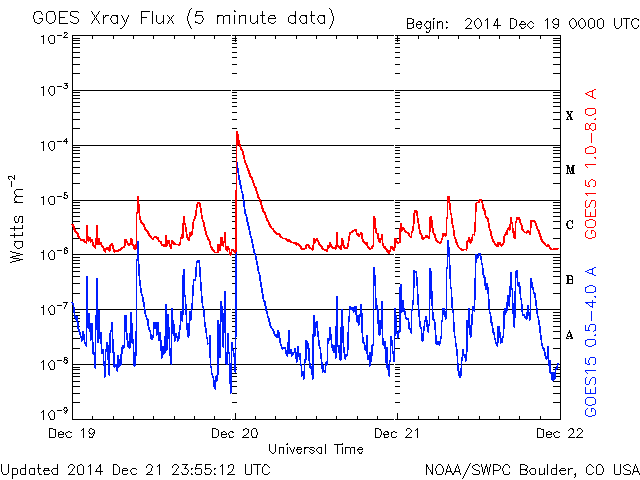 GOES Xray Flux (5 minute data)
Begin: 2014 Dec 19 0000 UTC
10⁻²
10⁻³
10⁻⁴
10⁻⁵
10⁻⁶
10⁻⁷
10⁻⁸
10⁻⁹
Watts m⁻²
X
M
C
B
A
GOES15 1.0-8.0 A
GOES15 0.5-4.0 A
Dec 19
Dec 20
Dec 21
Dec 22
Universal Time
Updated 2014 Dec 21 23:55:12 UTC
NOAA/SWPC Boulder, CO USA